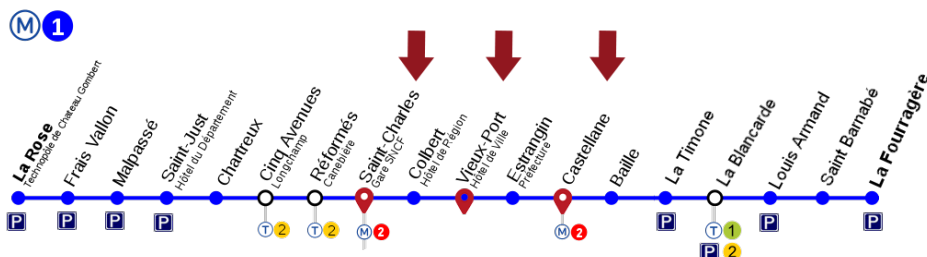 M 1
La Rose
Technopôle de Chateau Gombert
Frais Vallon
Malpassé
Saint-Just
Hôtel du Département
Chartreux
Cinq Avenues
Longchamp
Réformés
Canebière
Saint-Charles
Gare SNCF
Colbert
Hôtel de Région
Vieux-Port
Hôtel de Ville
Estrangin
Préfecture
Castellane
Baille
La Timone
La Blancarde
Louis Armand
Saint Barnabé
La Fourragère
P
P
P
P
T 2
T 2
M 2
M 2
P
T 1
P 2
P
P